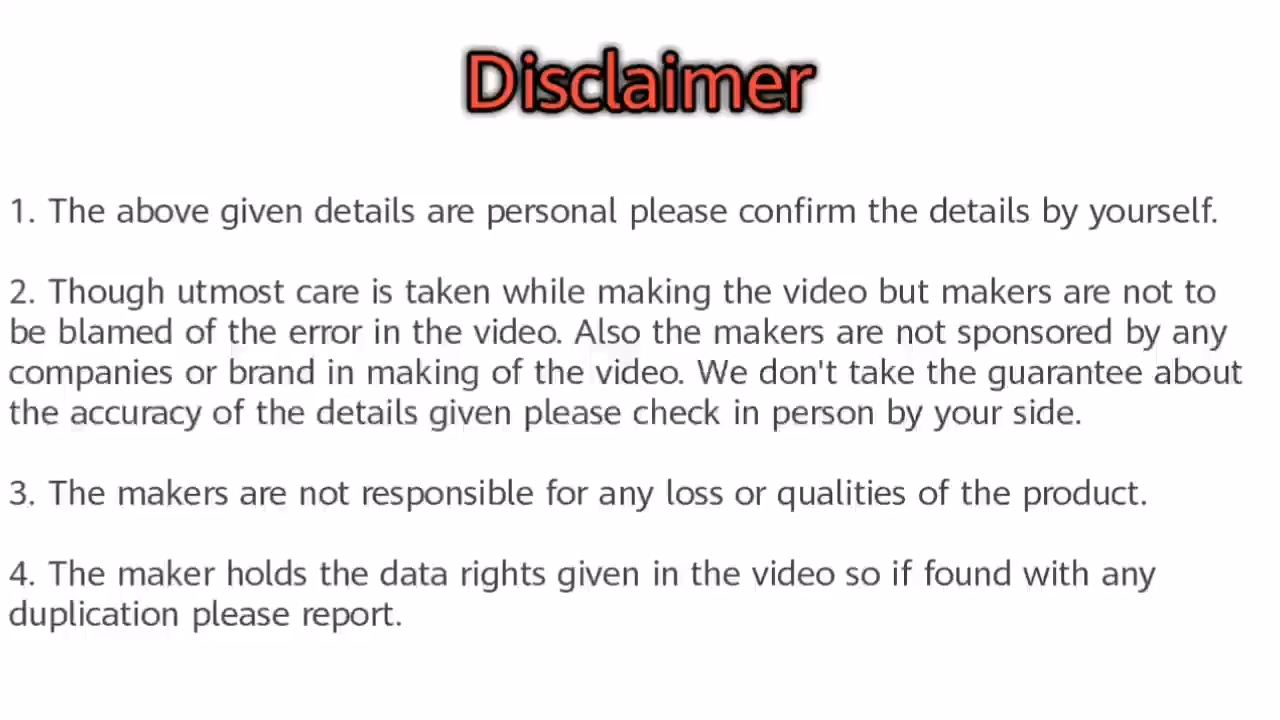 Disclaimer
1. The above given details are personal please confirm the details by yourself.
2. Though utmost care is taken while making the video but makers are not to
be blamed of the error in the video. Also the makers are not sponsored by any
companies or brand in making of the video. We don't take the guarantee about
the accuracy of the details given please check in person by your side.
3. The makers are not responsible for any loss or qualities of the product.
4. The maker holds the data rights given in the video so if found with any
duplication please report.